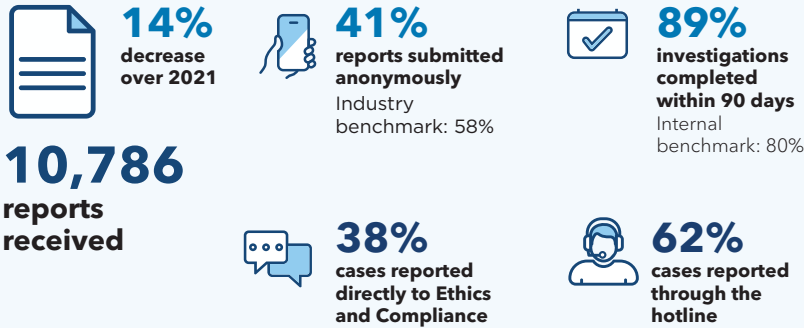 14%
decrease
over 2021
10,786
reports
received
41%
reports submitted
anonymously
Industry
benchmark: 58%
89%
investigations
completed
within 90 days
Internal
benchmark: 80%
38%
cases reported
directly to Ethics
and Compliance
62%
cases reported
through the
hotline